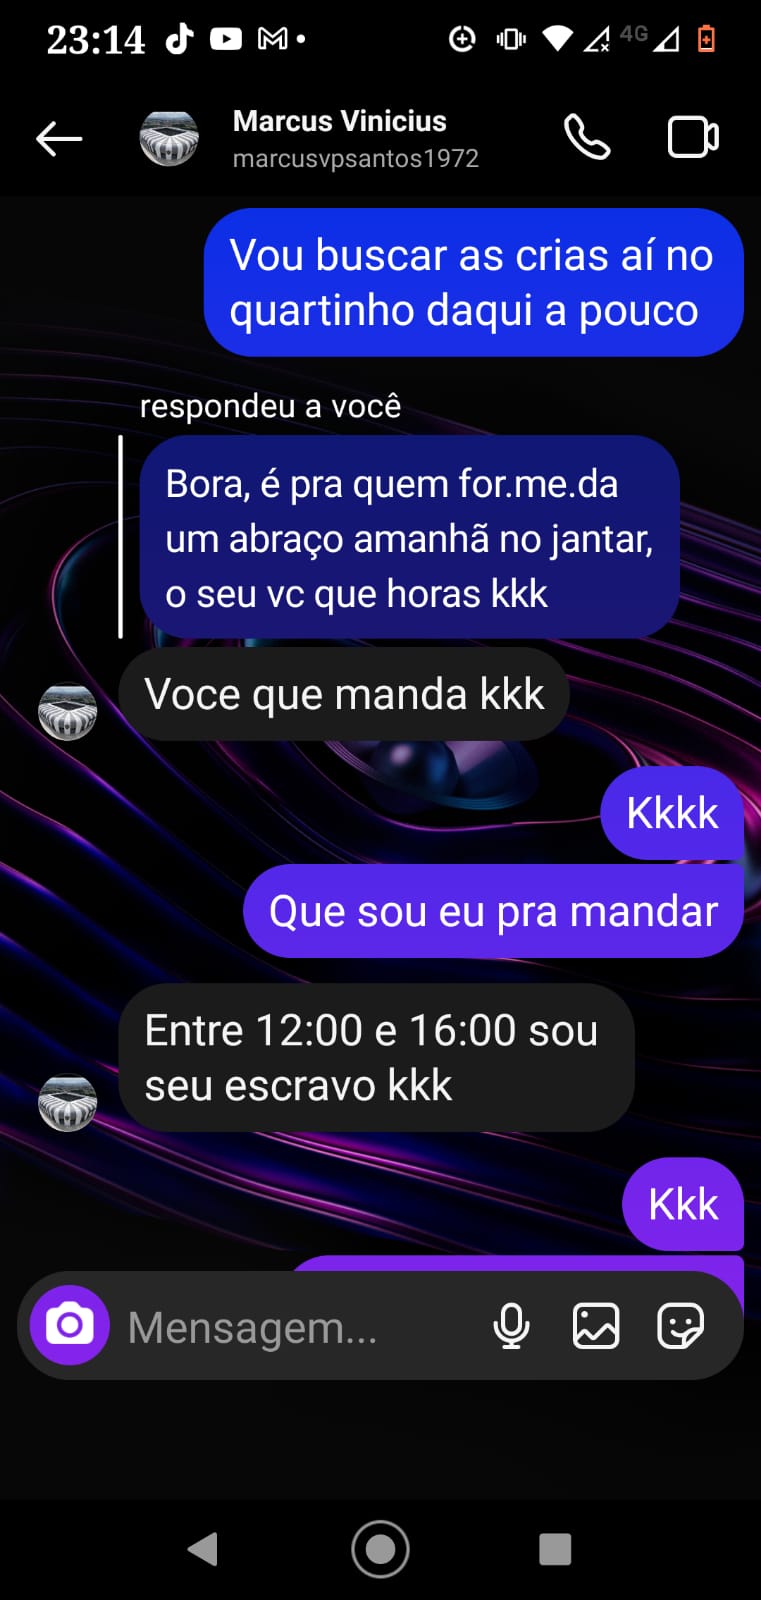 23:14
4G
Marcus Vinicius
marcusvpsantos1972
Vou buscar as crias aí no
quartinho daqui a pouco
respondeu a você
Bora, é pra quem for.me.da
um abraço amanhã no jantar,
o seu vc que horas kkk
Voce que manda kkk
Kkkk
Que sou eu pra mandar
Entre 12:00 e 16:00 sou
seu escravo kkk
Kkk
Mensagem...